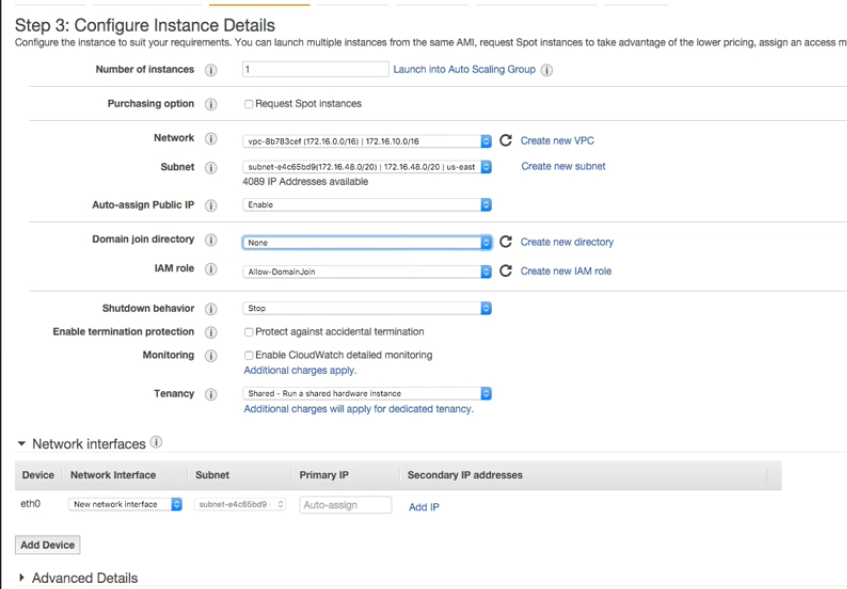 Step 3: Configure Instance Details
Configure the instance to suit your requirements. You can launch multiple instances from the same AMI, request Spot instances to take advantage of the lower pricing, assign an access m
Number of instances i 1 Launch into Auto Scaling Group i
Purchasing option i Request Spot instances
Network i vpc-8b783cef (172.16.0.0/16) | 172.16.10.0/16 Create new VPC
Subnet i subnet-e4c65bd9(172.16.48.0/20) | 172.16.48.0/20 | us-east Create new subnet
4089 IP Addresses available
Auto-assign Public IP i Enable
Domain join directory i None Create new directory
IAM role i Allow-DomainJoin Create new IAM role
Shutdown behavior i Stop
Enable termination protection i Protect against accidental termination
Monitoring i Enable CloudWatch detailed monitoring
Additional charges apply.
Tenancy i Shared - Run a shared hardware instance
Additional charges will apply for dedicated tenancy.
Network interfaces i
Device Network Interface Subnet Primary IP Secondary IP addresses
eth0 New network interface subnet-e4c65bd9 Auto-assign Add IP
Add Device
Advanced Details